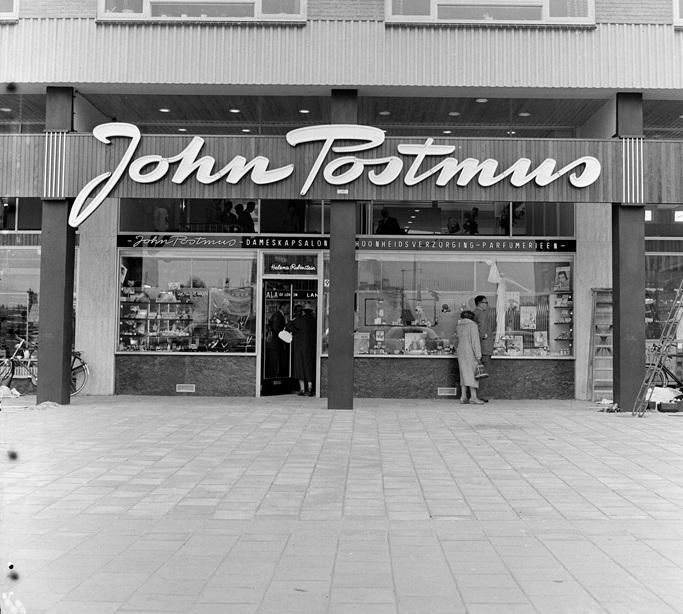 John Postmus
-John Postmus- DAMESKAPSALON SCHOONHEIDSVERZORGING-PARFUMERIEËN-
Helena Rubinstein